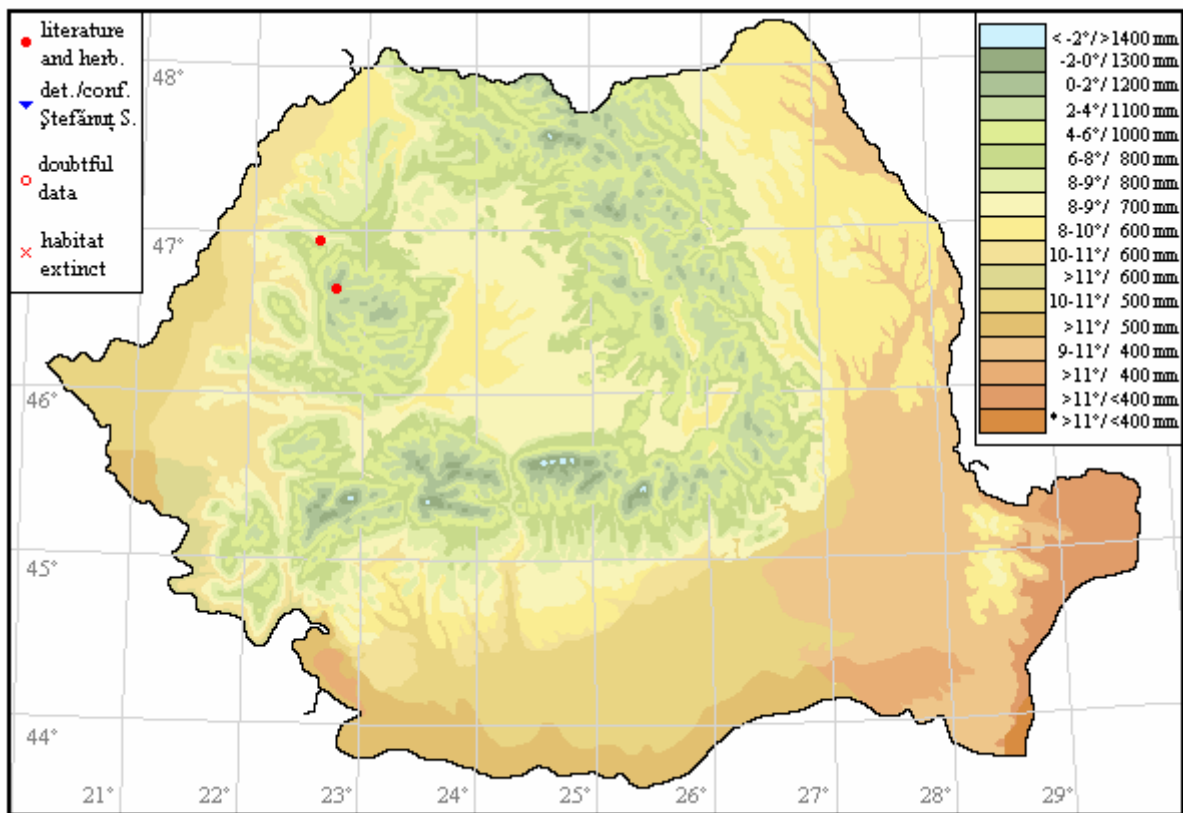 literature
and herb.
det./conf.
Ştefănuţ S.
doubtful
data
habitat
extinct
< -2°/>1400 mm
-2-0°/1300 mm
0-2°/1200 mm
2-4°/1100 mm
4-6°/1000 mm
6-8°/ 800 mm
8-9°/ 800 mm
8-9°/ 700 mm
8-10°/ 600 mm
10-11°/ 600 mm
>11°/ 600 mm
10-11°/ 500 mm
>11°/ 500 mm
9-11°/ 400 mm
>11°/ 400 mm
>11°/<400 mm
* >11°/<400 mm
48°
47°
46°
45°
44°
21° 22° 23° 24° 25° 26° 27° 28° 29°